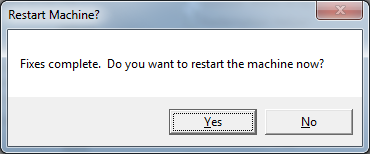 Restart Machine?
Fixes complete.  Do you want to restart the machine now?
Yes
No